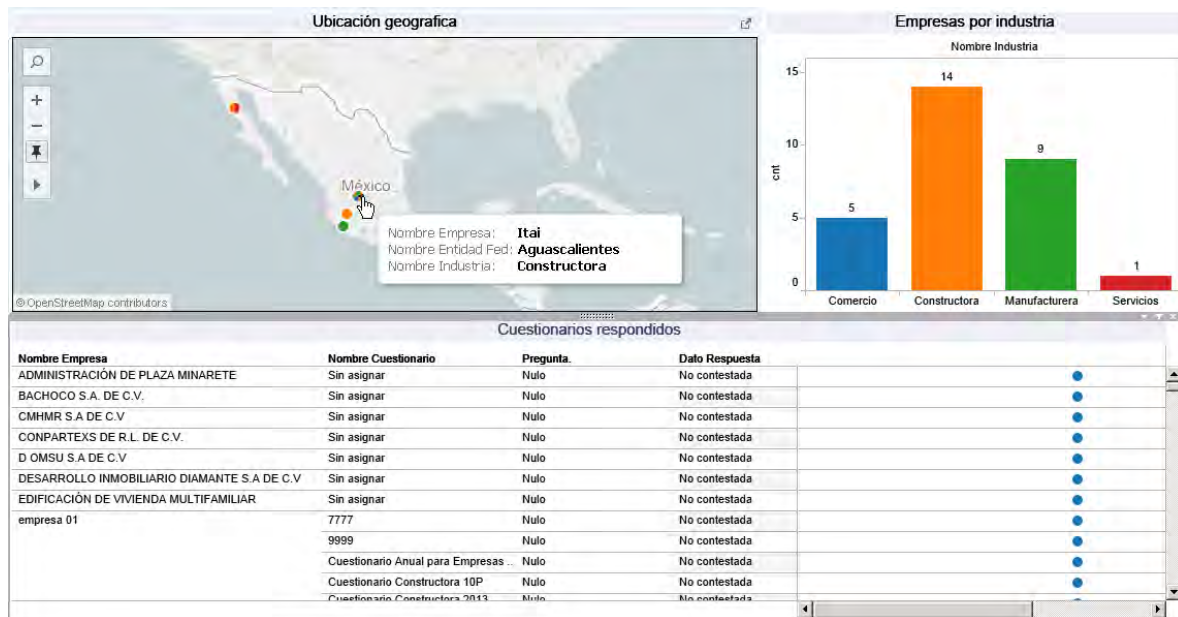 Ubicación geografica
México
Nombre Empresa: Itai
Nombre Entidad Fed: Aguascalientes
Nombre Industria: Constructora
© OpenStreetMap contributors
Empresas por industria
Nombre Industria
cnt
15
10
5
0
5
14
9
1
Comercio Constructora Manufacturera Servicios
Cuestionarios respondidos
Nombre Empresa Nombre Cuestionario Pregunta. Dato Respuesta
ADMINISTRACIÓN DE PLAZA MINARETE Sin asignar Nulo No contestada
BACHOCO S.A. DE C.V. Sin asignar Nulo No contestada
CMHMR S.A DE C.V Sin asignar Nulo No contestada
CONPARTEXS DE R.L. DE C.V. Sin asignar Nulo No contestada
D OMSU S.A DE C.V Sin asignar Nulo No contestada
DESARROLLO INMOBILIARIO DIAMANTE S.A DE C.V Sin asignar Nulo No contestada
EDIFICACIÓN DE VIVIENDA MULTIFAMILIAR Sin asignar Nulo No contestada
empresa 01 7777 Nulo No contestada
9999 Nulo No contestada
Cuestionario Anual para Empresas .. Nulo No contestada
Cuestionario Constructora 10P Nulo No contestada
Cuestionario Constructora 2013 Nulo No contestada